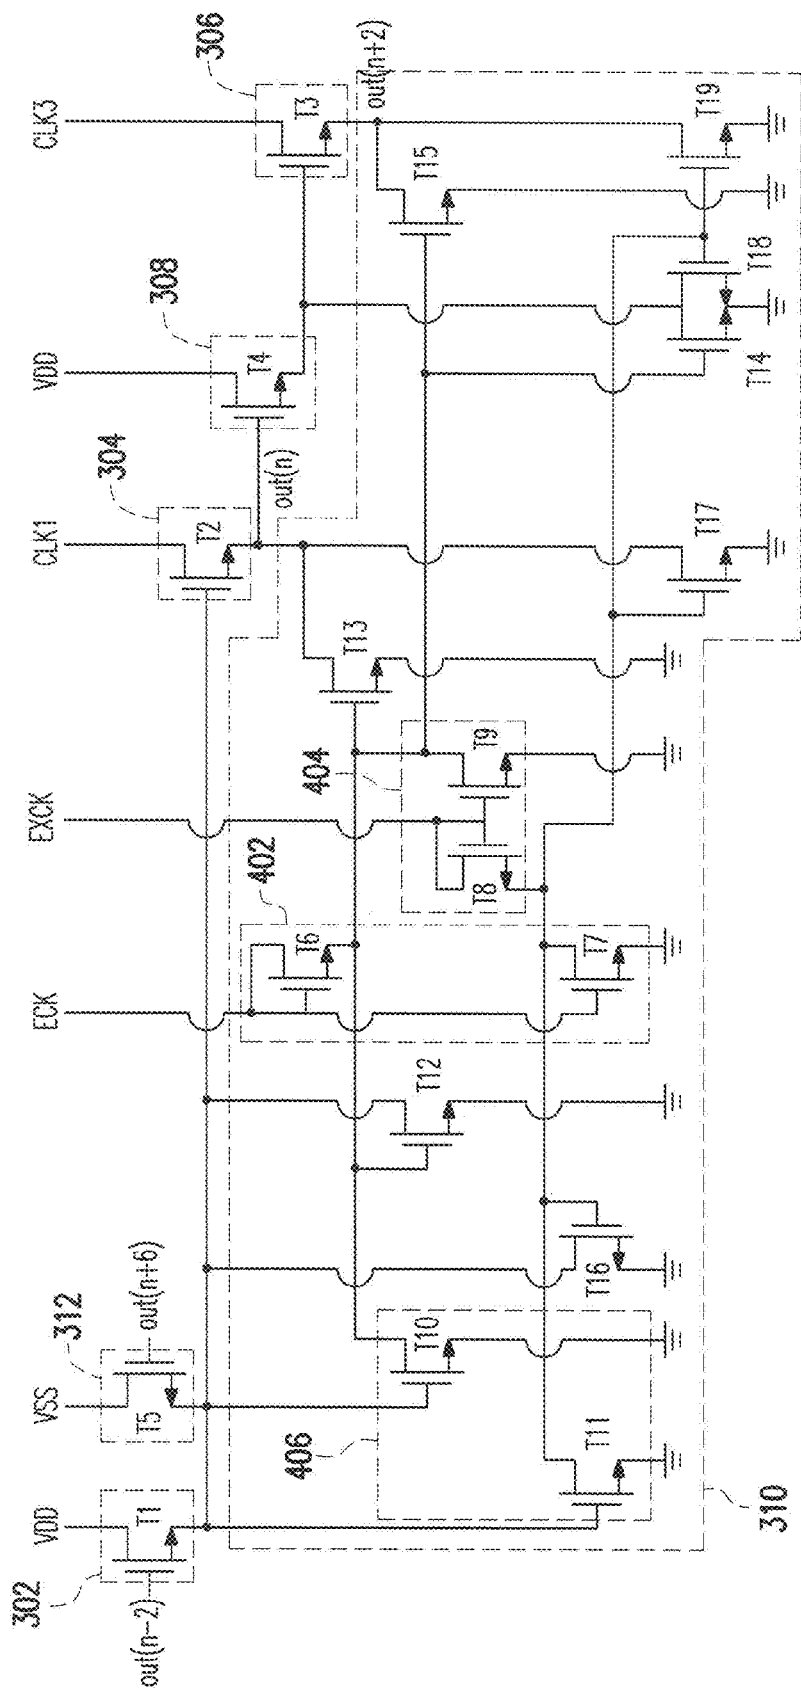 VDD
VSS
ECK
EXCK
CLK1
VDD
CLK3
302
T1
out(n-2)
312
T5
out(n+6)
304
T2
out(n)
308
T4
306
T3
out(n+2)
402
T6
T7
404
T8
T9
T13
T15
T12
406
T10
T11
T16
T17
T14
T18
T19
310